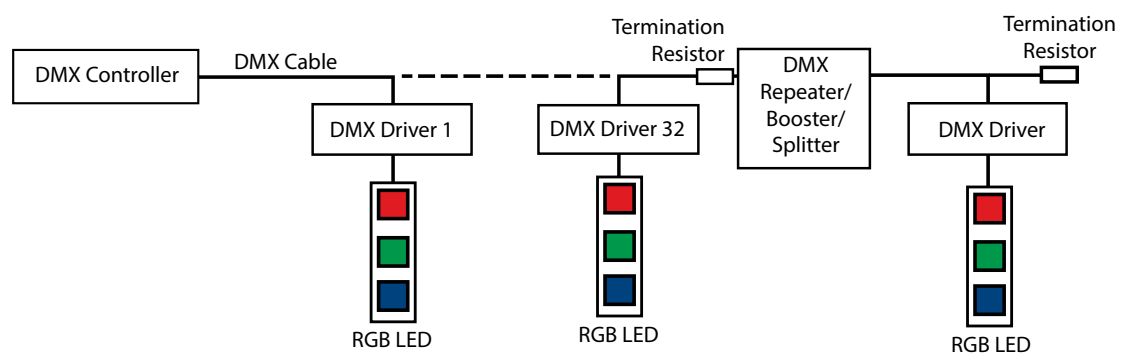 DMX Controller
DMX Cable
DMX Driver 1
RGB LED
DMX Driver 32
RGB LED
Termination
Resistor
DMX
Repeater/
Booster/
Splitter
Termination
Resistor
DMX Driver
RGB LED